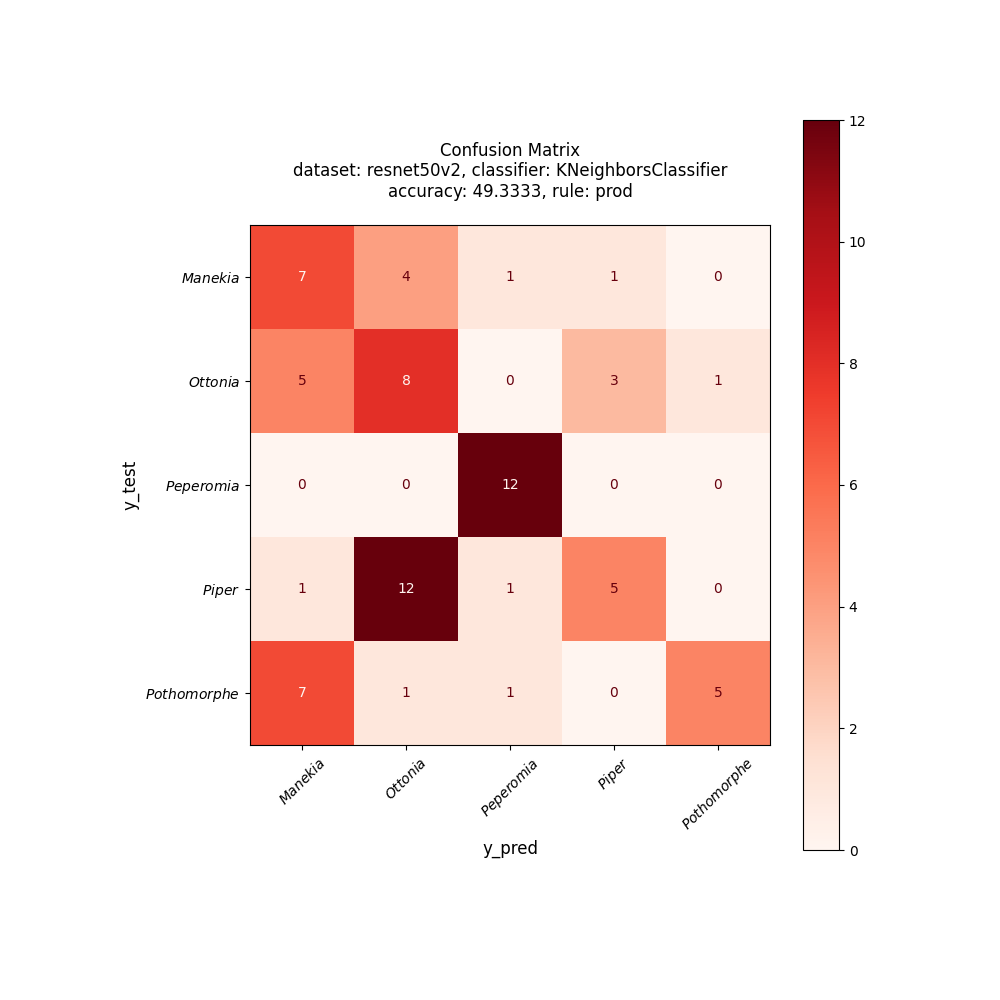 Confusion Matrix
dataset: resnet50v2, classifier: KNeighborsClassifier
accuracy: 49.3333, rule: prod
12
10
8
6
4
2
0
y_test
Manekia 7 4 1 1 0
Ottonia 5 8 0 3 1
Peperomia 0 0 12 0 0
Piper 1 12 1 5 0
Pothomorphe 7 1 1 0 5
Manekia Ottonia Peperomia Piper Pothomorphe
y_pred